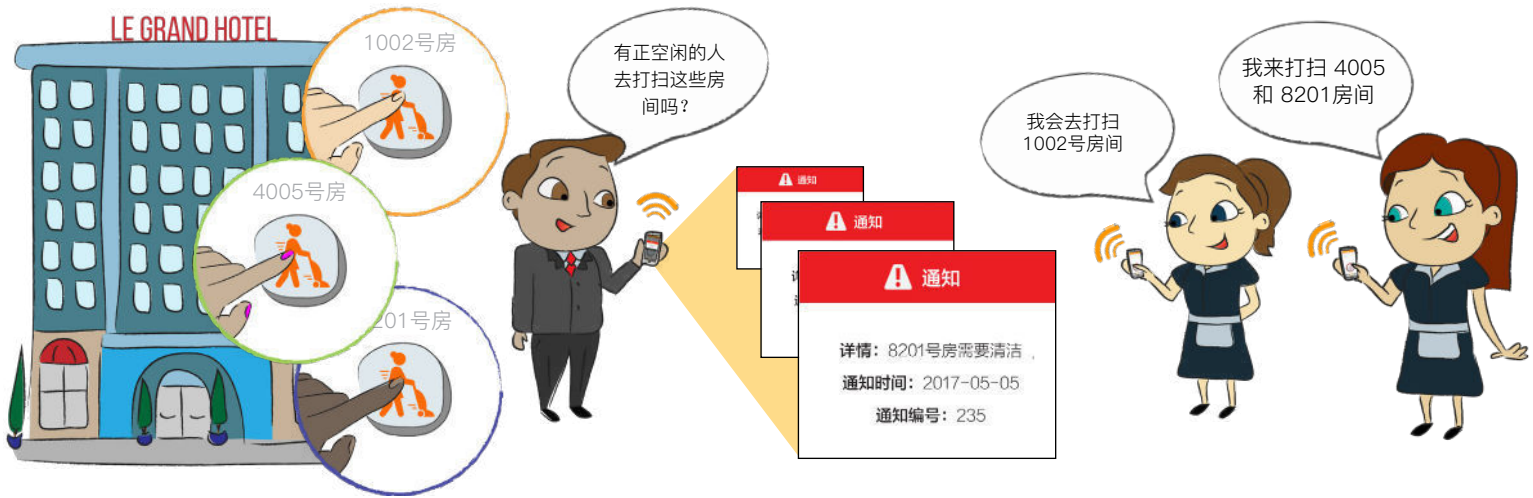 LE GRAND HOTEL
1002号房
4005号房
201号房
有正空闲的人
去打扫这些房
间吗?
通知
通知
通知
详情: 8201号房需要清洁
通知时间: 2017-05-05
通知编号: 235
我会去打扫
1002号房间
我来打扫 4005
和 8201房间